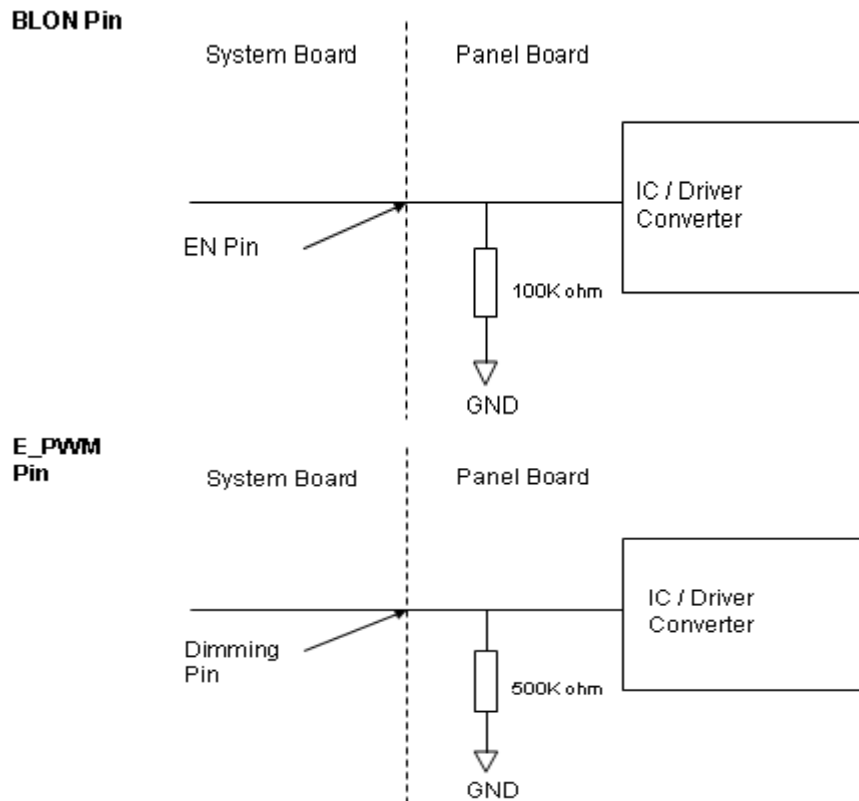 BLON Pin
System Board
Panel Board
IC / Driver
Converter
EN Pin
100K ohm
GND
E_PWM
Pin
System Board
Panel Board
IC / Driver
Converter
Dimming
Pin
500K ohm
GND